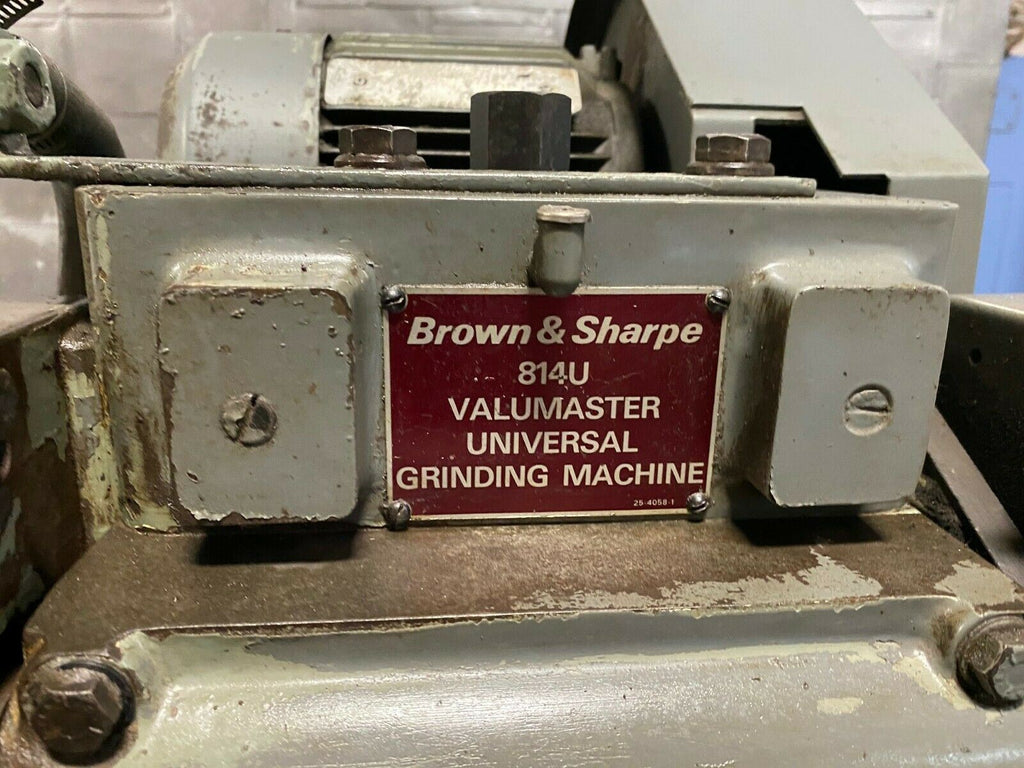 Brown & Sharpe
814U
VALUMASTER
UNIVERSAL
GRINDING MACHINE
25-4058-1